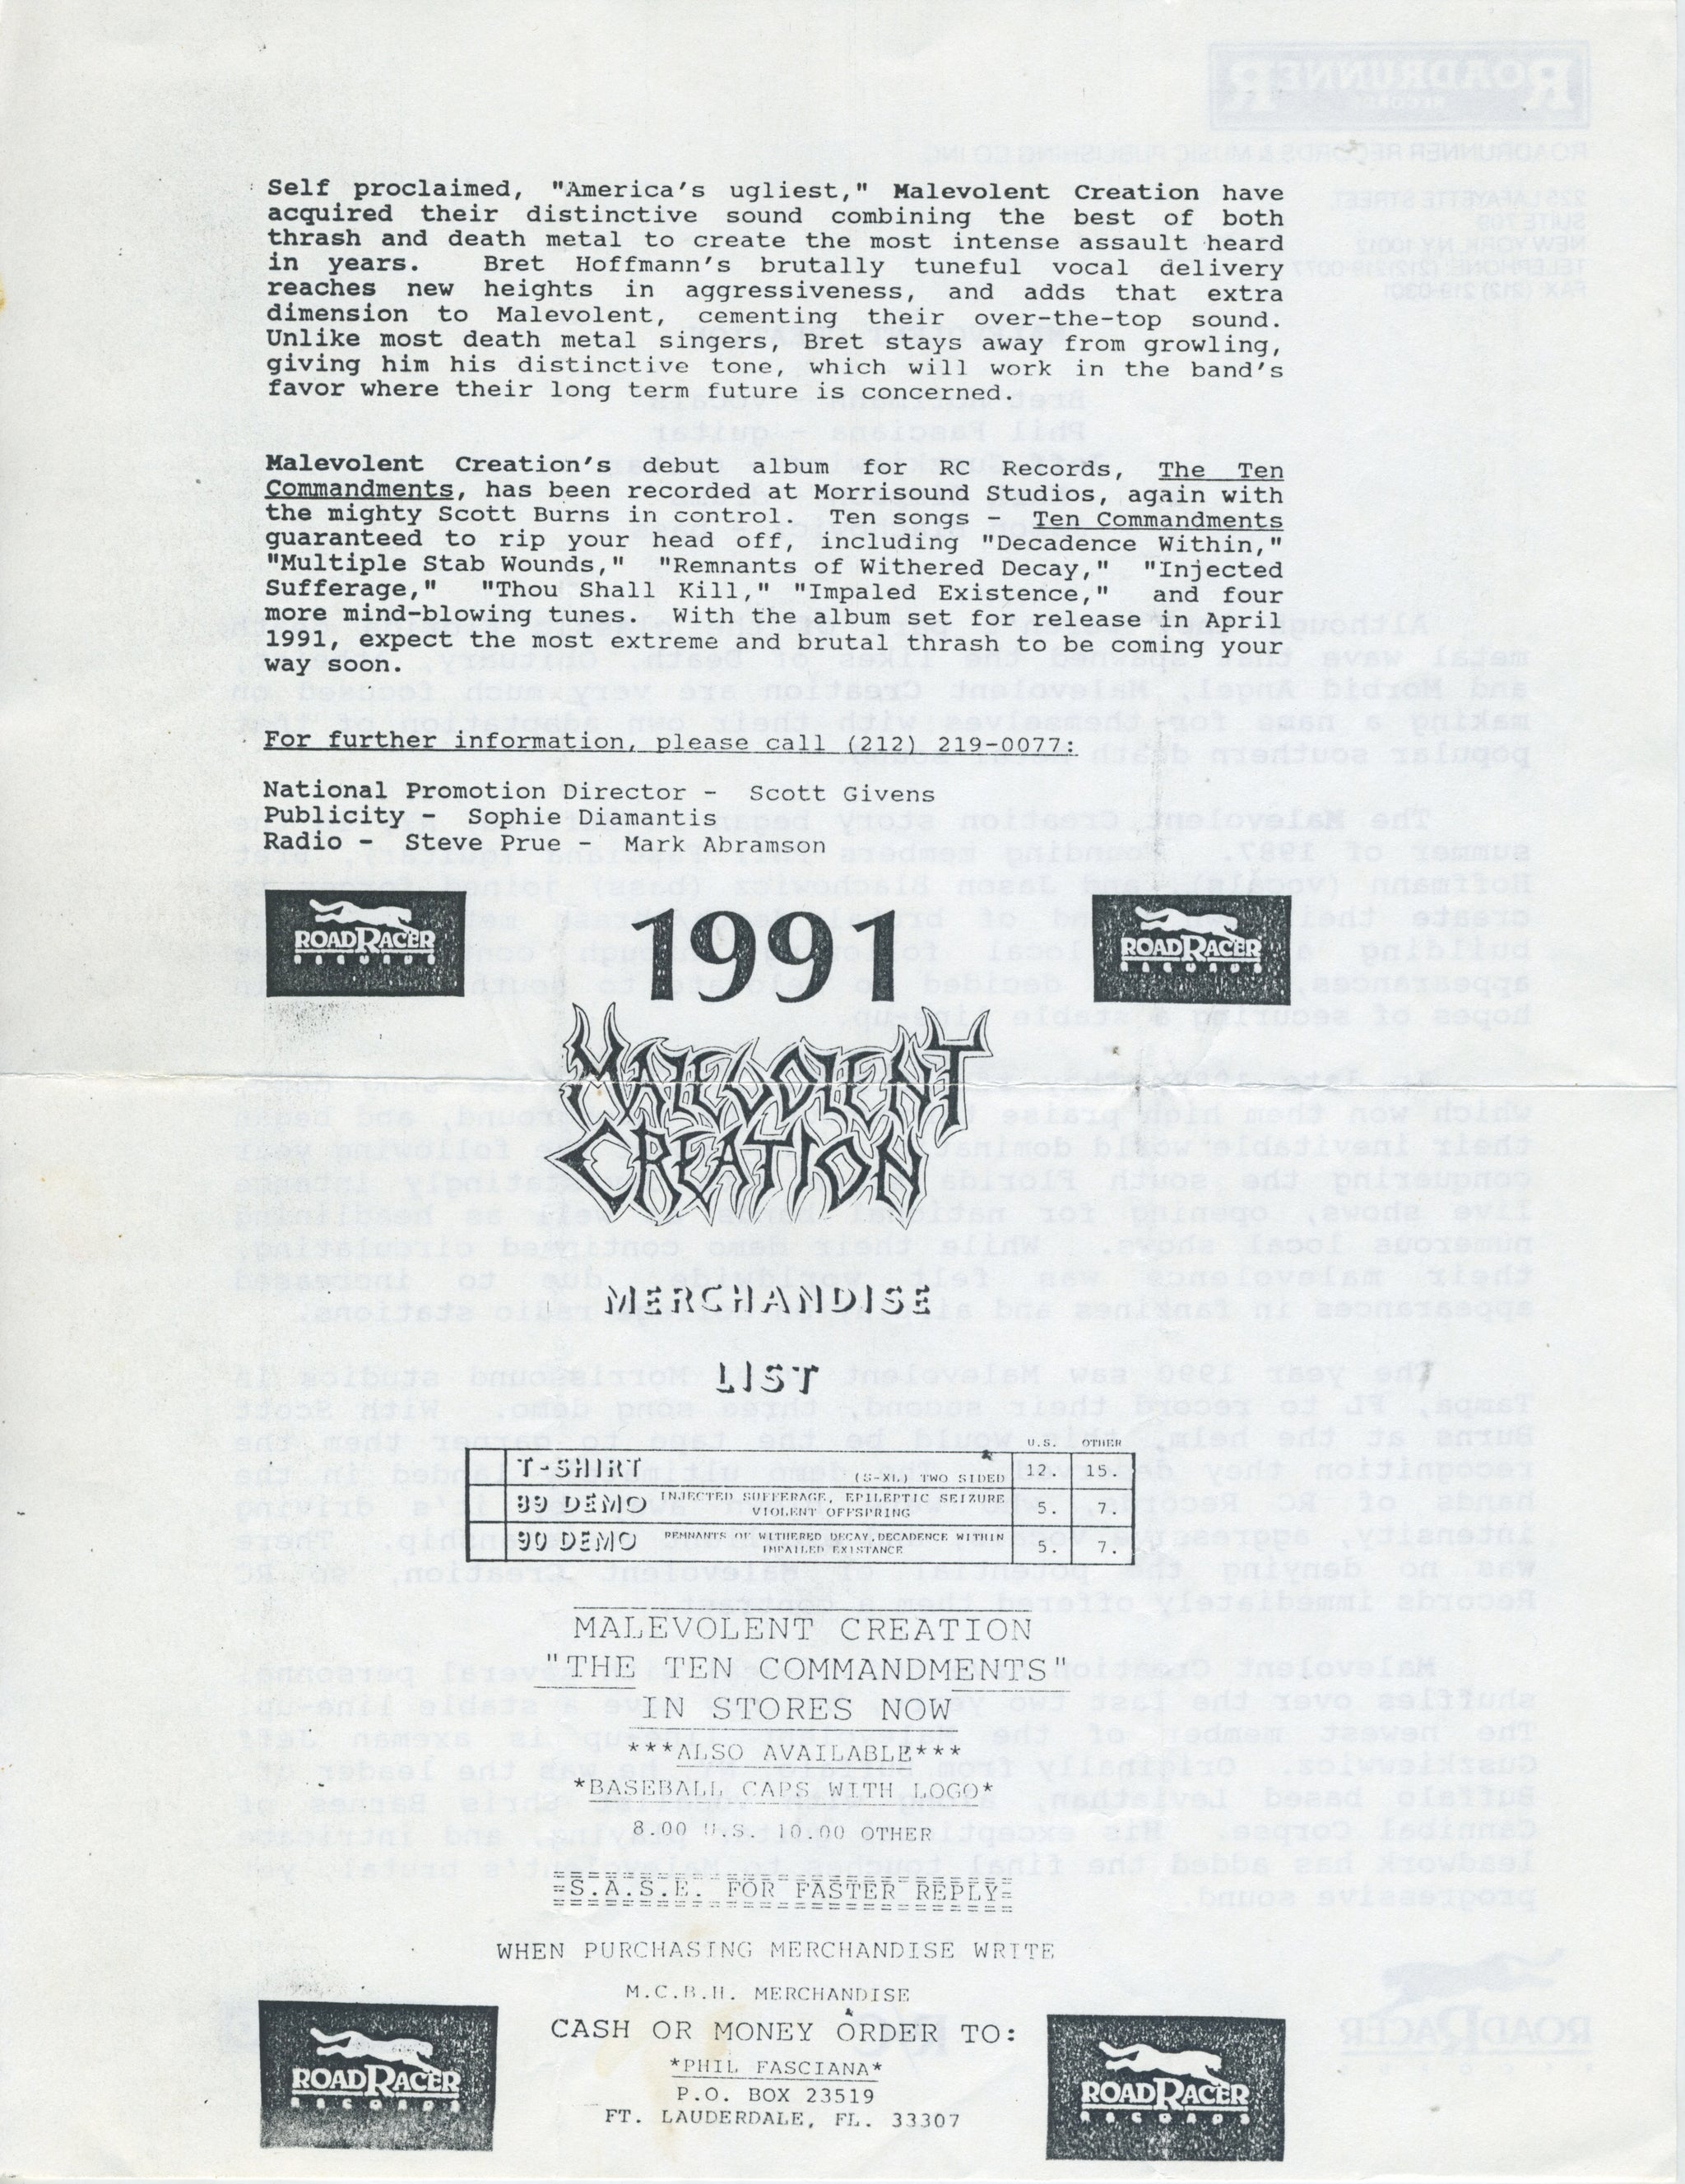 Self proclaimed, "America's ugliest," Malevolent Creation have
acquired their distinctive sound combining the best of both
thrash and death metal to create the most intense assault heard
in years. Bret Hoffmann's brutally tuneful vocal delivery
reaches new heights in aggressiveness, and adds that extra
dimension to Malevolent, cementing their over-the-top sound.
Unlike most death metal singers, Bret stays away from growling,
giving him his distinctive tone, which will work in the band's
favor where their long term future is concerned.
Malevolent Creation's debut album for RC Records, The Ten
Commandments, has been recorded at Morrisound Studios, again with
the mighty Scott Burns in control. Ten songs - Ten Commandments
guaranteed to rip your head off, including "Decadence Within,"
"Multiple Stab Wounds," "Remnants of Withered Decay," "Injected
Sufferage," "Thou Shall Kill," "Impaled Existence," and four
more mind-blowing tunes. With the album set for release in April
1991, expect the most extreme and brutal thrash to be coming your
way soon.
For further information, please call (212) 219-0077:
National Promotion Director - Scott Givens
Publicity - Sophie Diamantis
Radio - Steve Prue - Mark Abramson
ROADRACER RECORDS
1991
ROADRACER RECORDS
MALEVOLENT
CREATION
MERCHANDISE
LIST
U.S. OTHER
T-SHIRT (S-XL) TWO SIDED 12. 15.
89 DEMO INJECTED SUFFERAGE, EPILEPTIC SEIZURE
VIOLENT OFFSPRING 5. 7.
90 DEMO REMNANTS OF WITHERED DECAY, DECADENCE WITHIN
IMPAILED EXISTANCE 5. 7.
MALEVOLENT CREATION
"THE TEN COMMANDMENTS"
IN STORES NOW
***ALSO AVAILABLE***
*BASEBALL CAPS WITH LOGO*
8.00 U.S. 10.00 OTHER
=S.A.S.E. FOR FASTER REPLY=
WHEN PURCHASING MERCHANDISE WRITE
M.C.B.H. MERCHANDISE
CASH OR MONEY ORDER TO:
*PHIL FASCIANA*
P.O. BOX 23519
FT. LAUDERDALE, FL. 33307
ROADRACER RECORDS
ROADRACER RECORDS